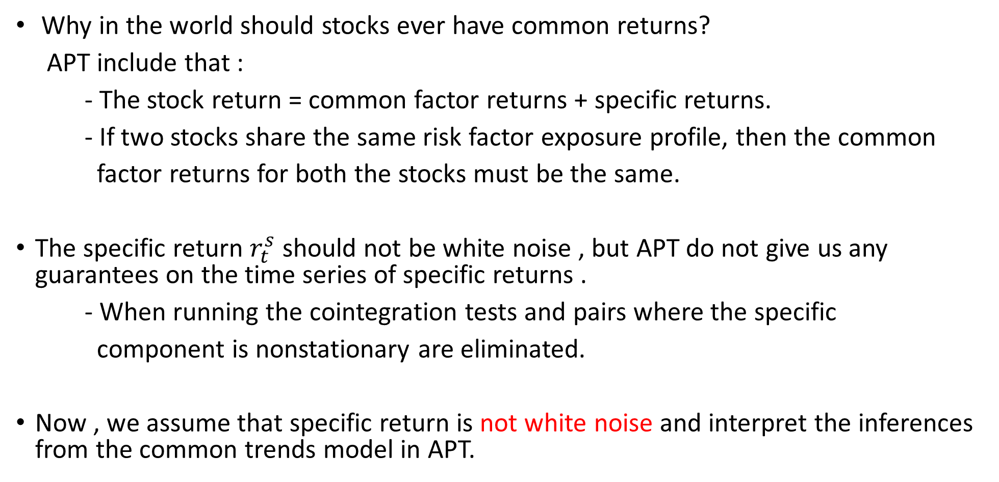 • Why in the world should stocks ever have common returns?
APT include that :
- The stock return = common factor returns + specific returns.
- If two stocks share the same risk factor exposure profile, then the common
factor returns for both the stocks must be the same.
• The specific return $r_t^s$ should not be white noise , but APT do not give us any
guarantees on the time series of specific returns .
- When running the cointegration tests and pairs where the specific
component is nonstationary are eliminated.
• Now , we assume that specific return is not white noise and interpret the inferences
from the common trends model in APT.